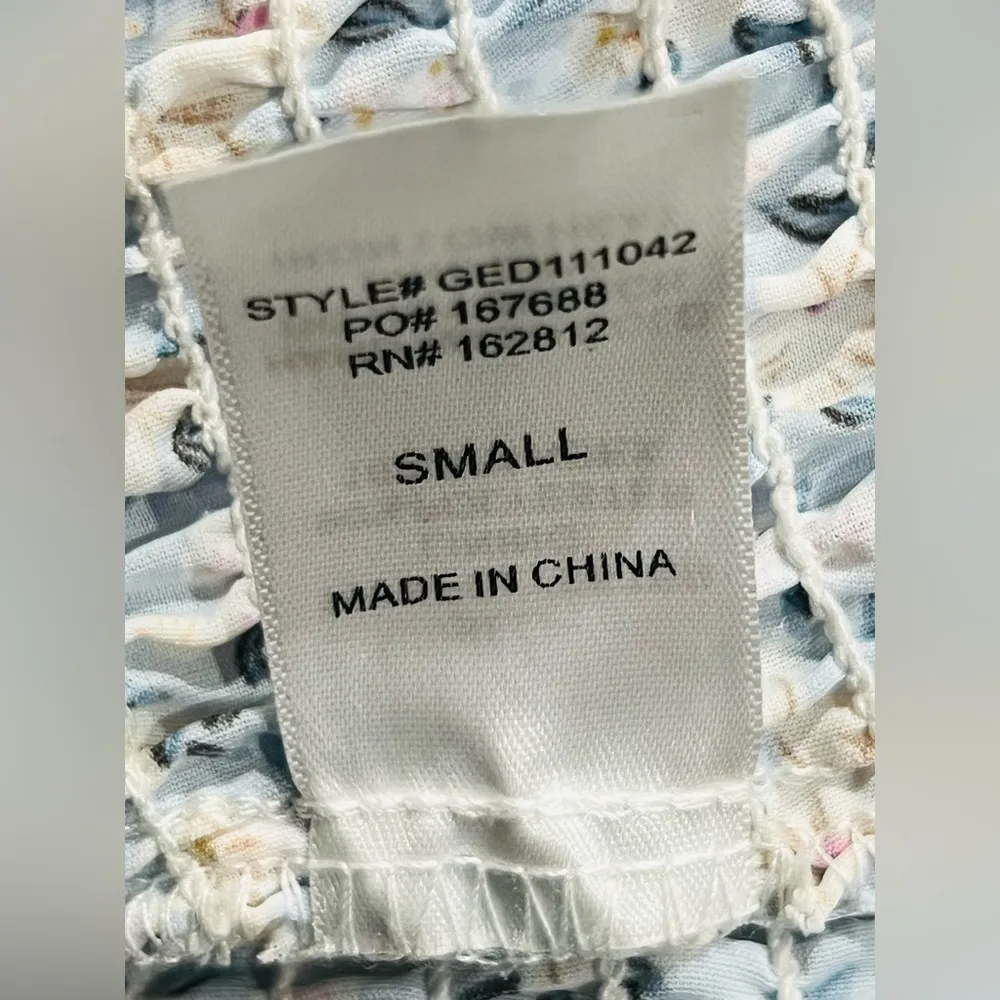 STYLE# GED111042
PO# 167688
RN# 162812
SMALL
MADE IN CHINA